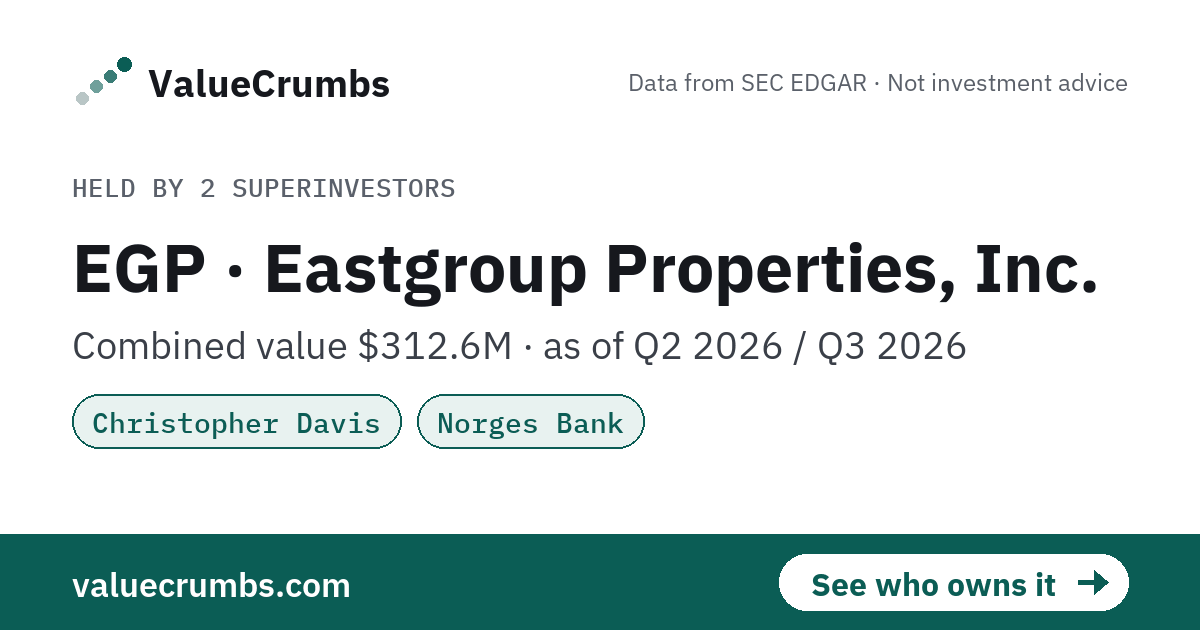 ValueCrumbs
Data from SEC EDGAR · Not investment advice
HELD BY 2 SUPERINVESTORS
EGP · Eastgroup Properties, Inc.
Combined value $312.6M · as of Q2 2026 / Q3 2026
Christopher Davis
Norges Bank
valuecrumbs.com
See who owns it